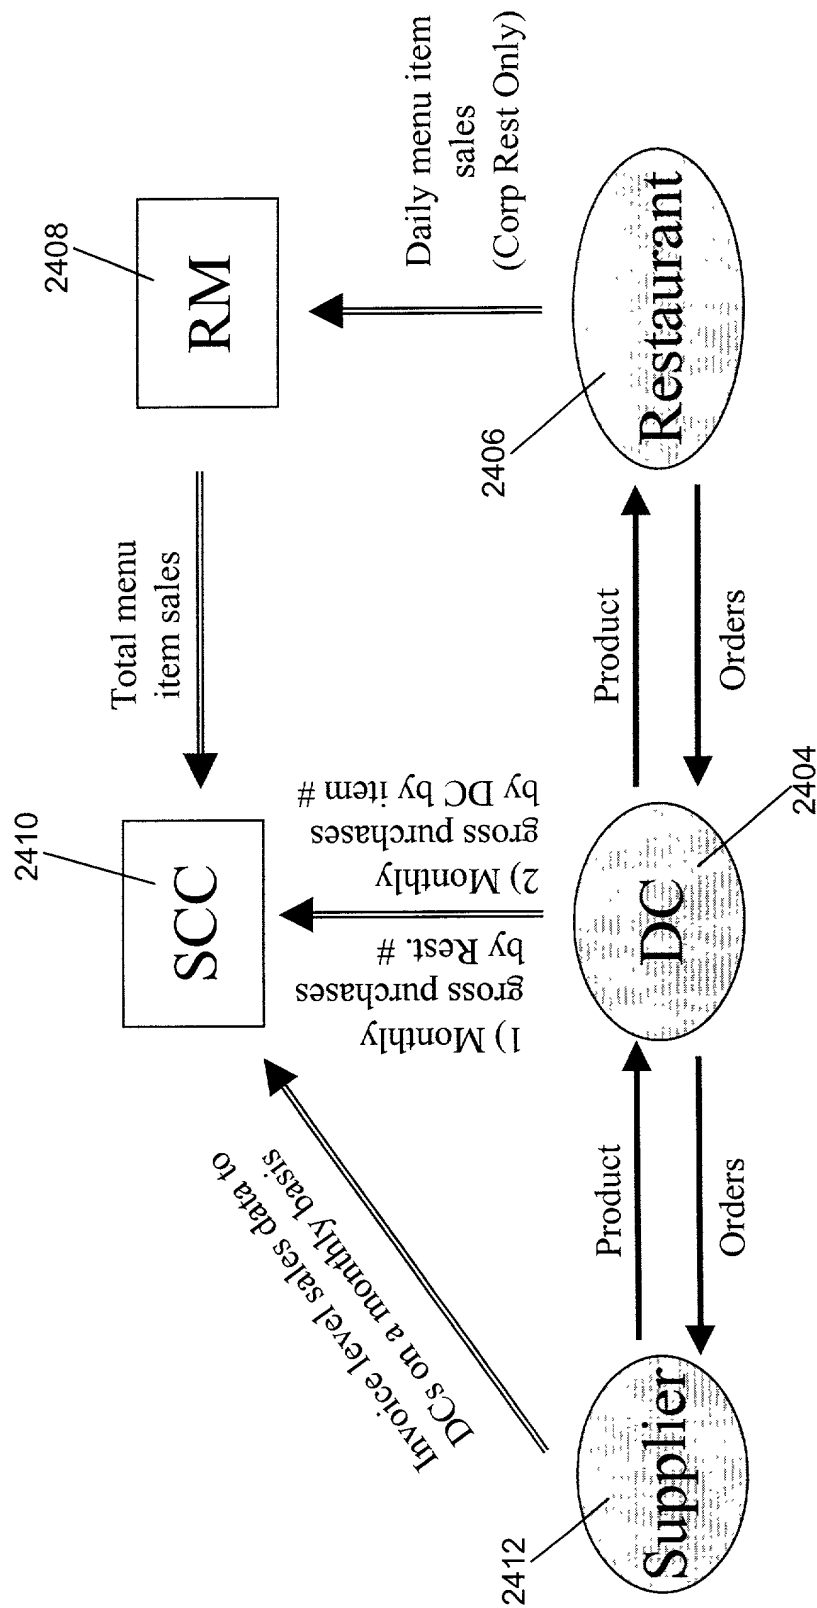 2410
SCC
Total menu
item sales
2408
RM
Invoice level sales data to
DCs on a monthly basis
1) Monthly
gross purchases
by Rest. #
2) Monthly
gross purchases
by DC by item #
Daily menu item
sales
(Corp Rest Only)
2412
Supplier
Product
Orders
DC
2404
Product
Orders
2406
Restaurant